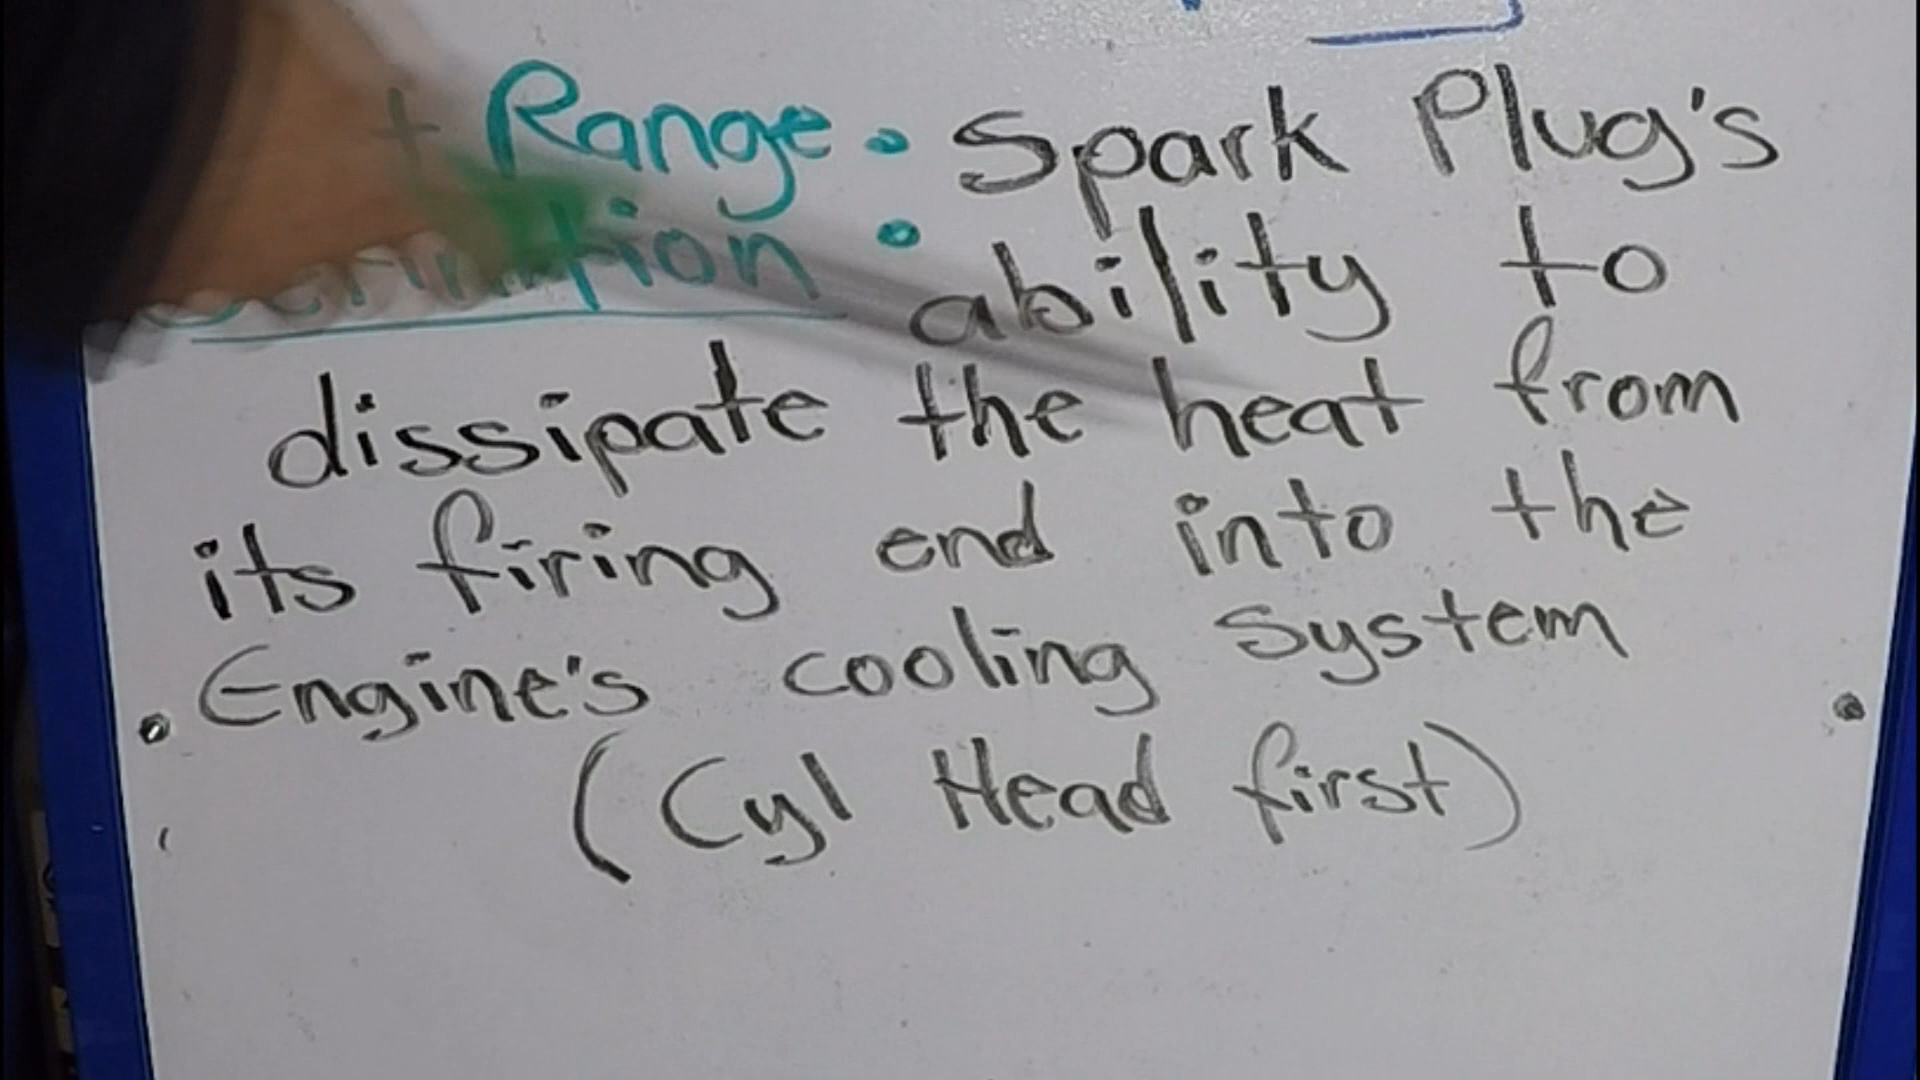 Range : Spark Plug's
ability to
dissipate the heat from
its firing end into the
Engine's cooling system
(Cyl Head first)